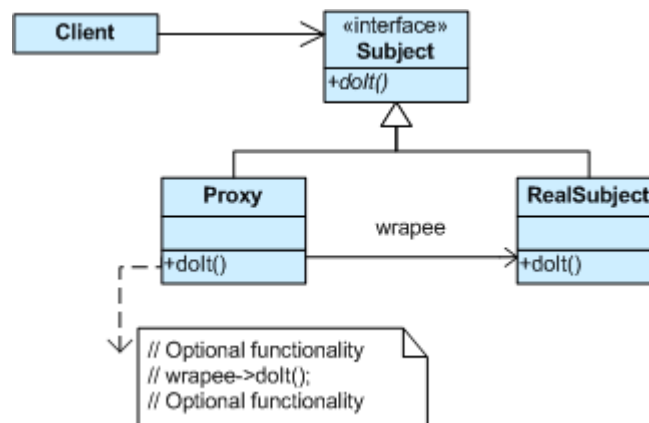 Client
«interface»
Subject
+doIt()
Proxy
RealSubject
wrapee
+doIt()
+doIt()
// Optional functionality
// wrapee->doIt();
// Optional functionality